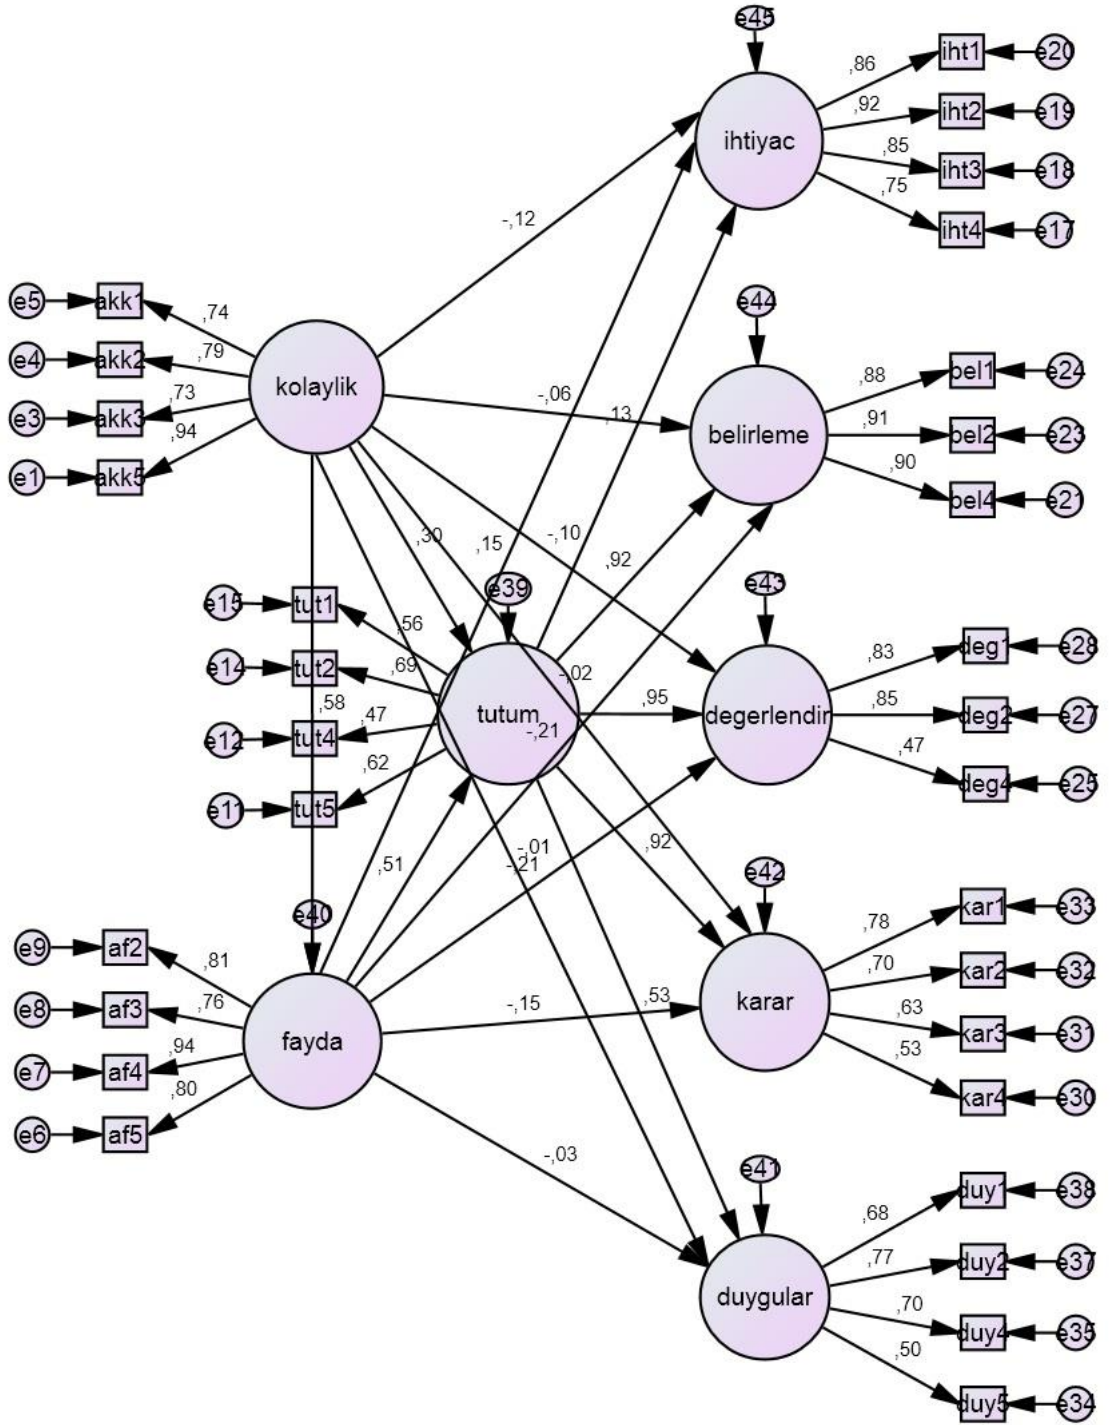 e45
iht1
e20
,86
iht2
e19
,92
ihtiyac
,85
iht3
e18
,75
iht4
e17
-,12
e5
akk1
,74
e44
e4
akk2
,79
kolaylik
bel1
e24
,88
e3
akk3
,73
-,06
,13
belirleme
,91
bel2
e23
e1
akk5
,94
,90
bel4
e21
,30
,15
-,10
,92
e39
e43
e15
tut1
,56
deg1
e28
,83
e14
tut2
,69
-,02
,58
,47
tutum
,95
degerlendir
,85
deg2
e27
e12
tut4
-,21
,62
,47
deg4
e25
e11
tut5
,51
-,01
-,21
,92
e42
e40
kar1
e33
,78
e9
af2
,81
,70
kar2
e32
e8
af3
,76
-,15
,53
karar
,63
kar3
e31
fayda
e7
af4
,94
,53
kar4
e30
,80
e6
af5
-,03
e41
duy1
e38
,68
,77
duy2
e37
duygular
,70
duy4
e35
,50
duy5
e34